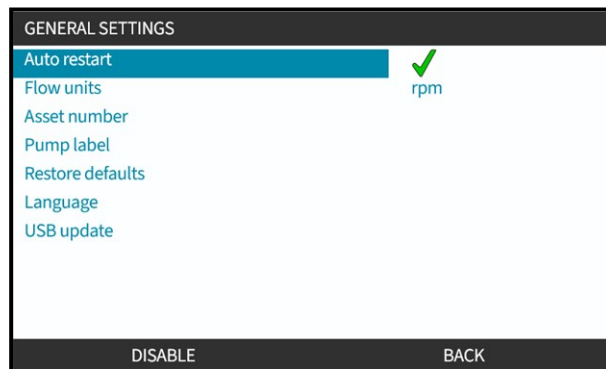 GENERAL SETTINGS
Auto restart
Flow units rpm
Asset number
Pump label
Restore defaults
Language
USB update
DISABLE BACK